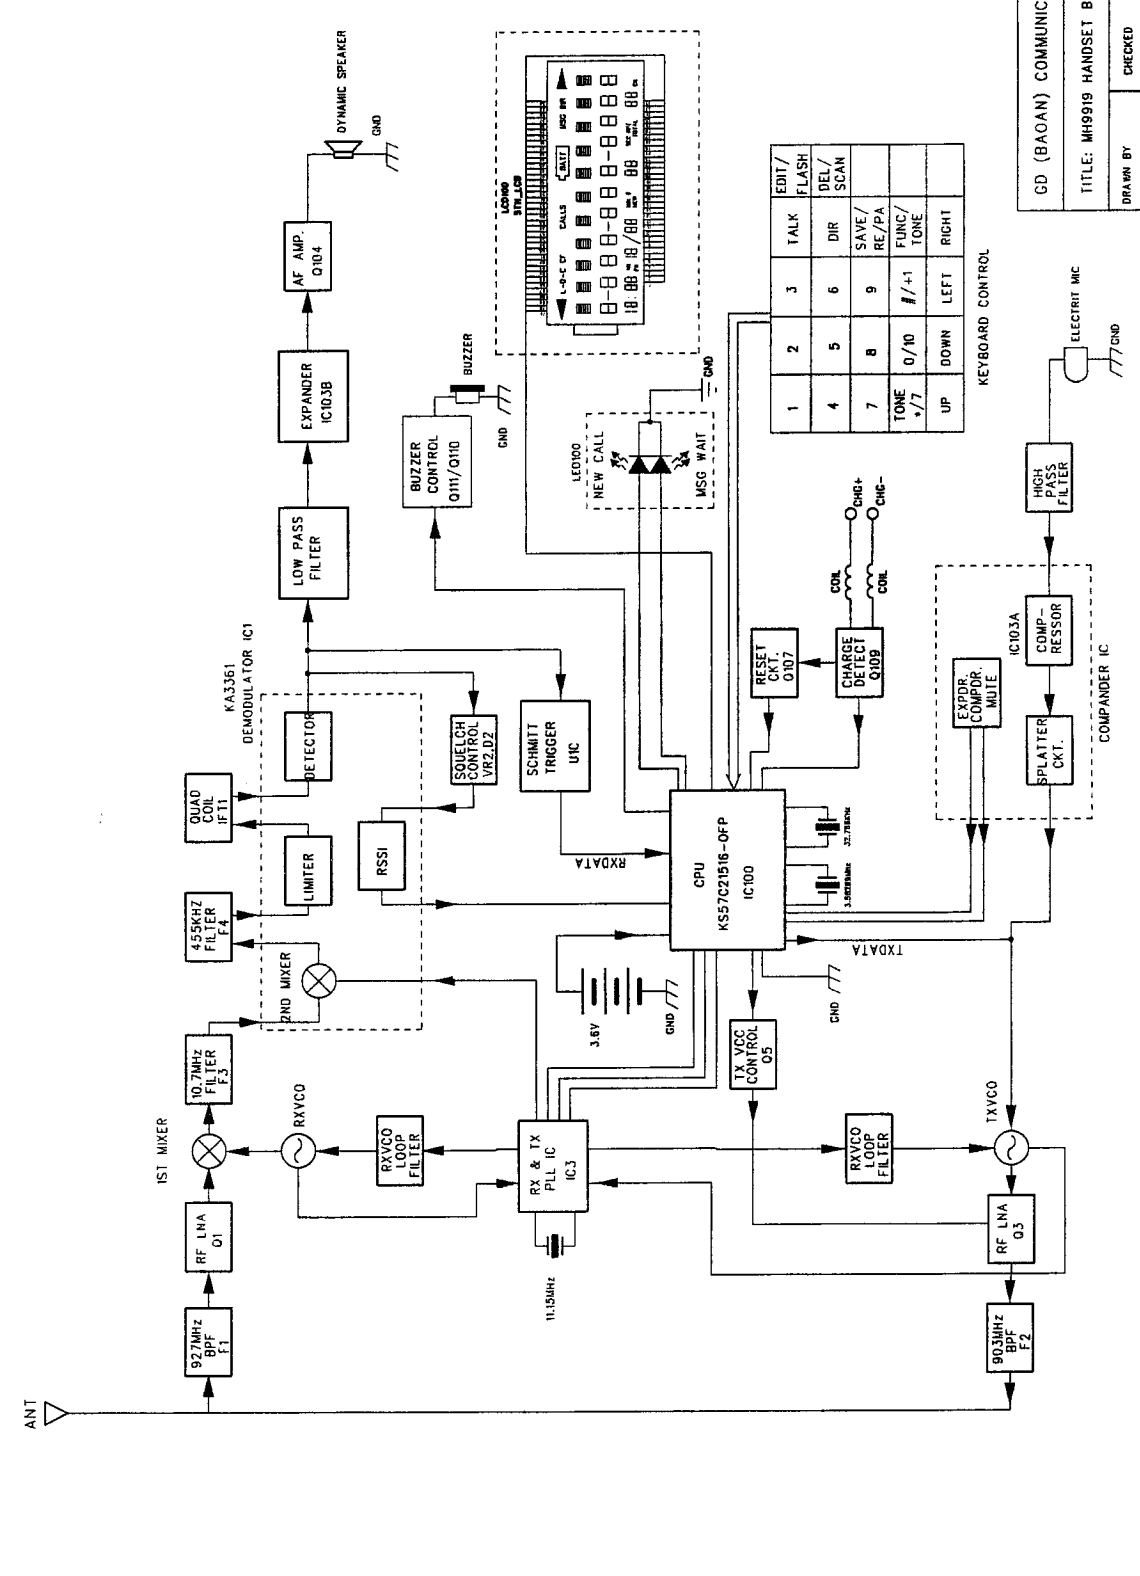 ANT
927MHz
BPF
F1
RF LNA
Q1
1ST MIXER
10.7MHz
FILTER
F3
455KHZ
FILTER
F4
QUAD
COIL
IFT1
KA3361
DEMODULATOR IC1
2ND MIXER
LIMITER
DETECTOR
RSSI
SQUELCH
CONTROL
VR2,D2
SCHMITT
TRIGGER
U1C
LOW PASS
FILTER
EXPANDER
IC103B
AF AMP.
Q104
DYNAMIC SPEAKER
GND
RXVCO
RXVCO
LOOP
FILTER
RX & TX
PLL IC
IC3
11.15MHz
BUZZER
CONTROL
Q111/Q110
BUZZER
GND
LCD100
STN_LCD
L-D-C CF
CALLS
BATT
MSG DIR
LED100
NEW CALL
MSG WAIT
GND
RXDATA
3.6V
GND
CPU
KS57C21516-OFP
IC100
TXDATA
GND
TX VCC
CONTROL
Q5
RESET
CKT.
Q107
CHARGE
DETECT
Q109
COIL
COIL
CHG+
CHG-
1 2 3 TALK EDIT/
FLASH
4 5 6 DIR DEL/
SCAN
7 8 9 SAVE/
RE/PA
TONE
*/7 0/10 #/+1 FUNC/
TONE
UP DOWN LEFT RIGHT
KEYBOARD CONTROL
RXVCO
LOOP
FILTER
TXVCO
RF LNA
Q3
903MHz
BPF
F2
EXPDR.
COMPDR.
MUTE
IC103A
COMP-
RESSOR
SPLATTER
CKT.
COMPANDER IC
HIGH
PASS
FILTER
ELECTRIT MIC
GND
GD (BAOAN) COMMUNIC
TITLE: MH9919 HANDSET B
DRAWN BY
CHECKED